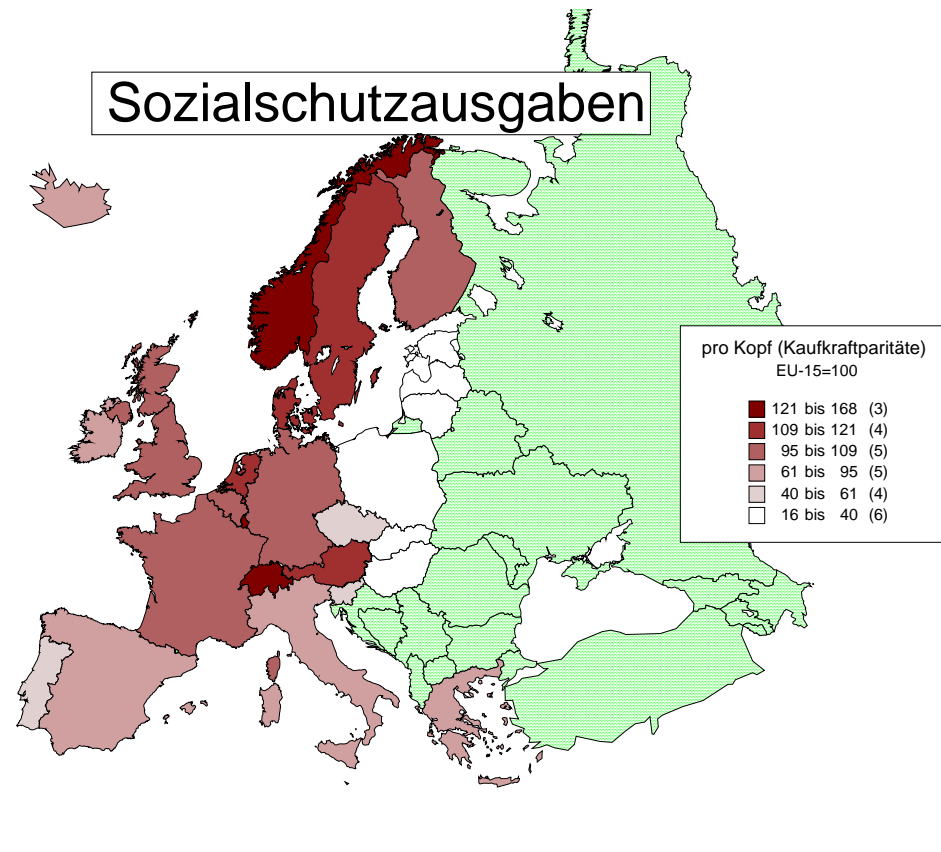 Sozialschutzausgaben
pro Kopf (Kaufkraftparitäte)
EU-15=100
121 bis 168 (3)
109 bis 121 (4)
95 bis 109 (5)
61 bis 95 (5)
40 bis 61 (4)
16 bis 40 (6)